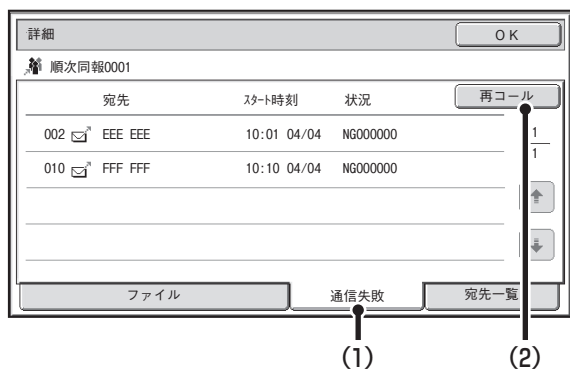 詳細
OK
順次同報0001
宛先 スタート時刻 状況 再コール
002 EEE EEE 10:01 04/04 NG000000
1
1
010 FFF FFF 10:10 04/04 NG000000
ファイル 通信失敗 宛先一覧
(1) (2)